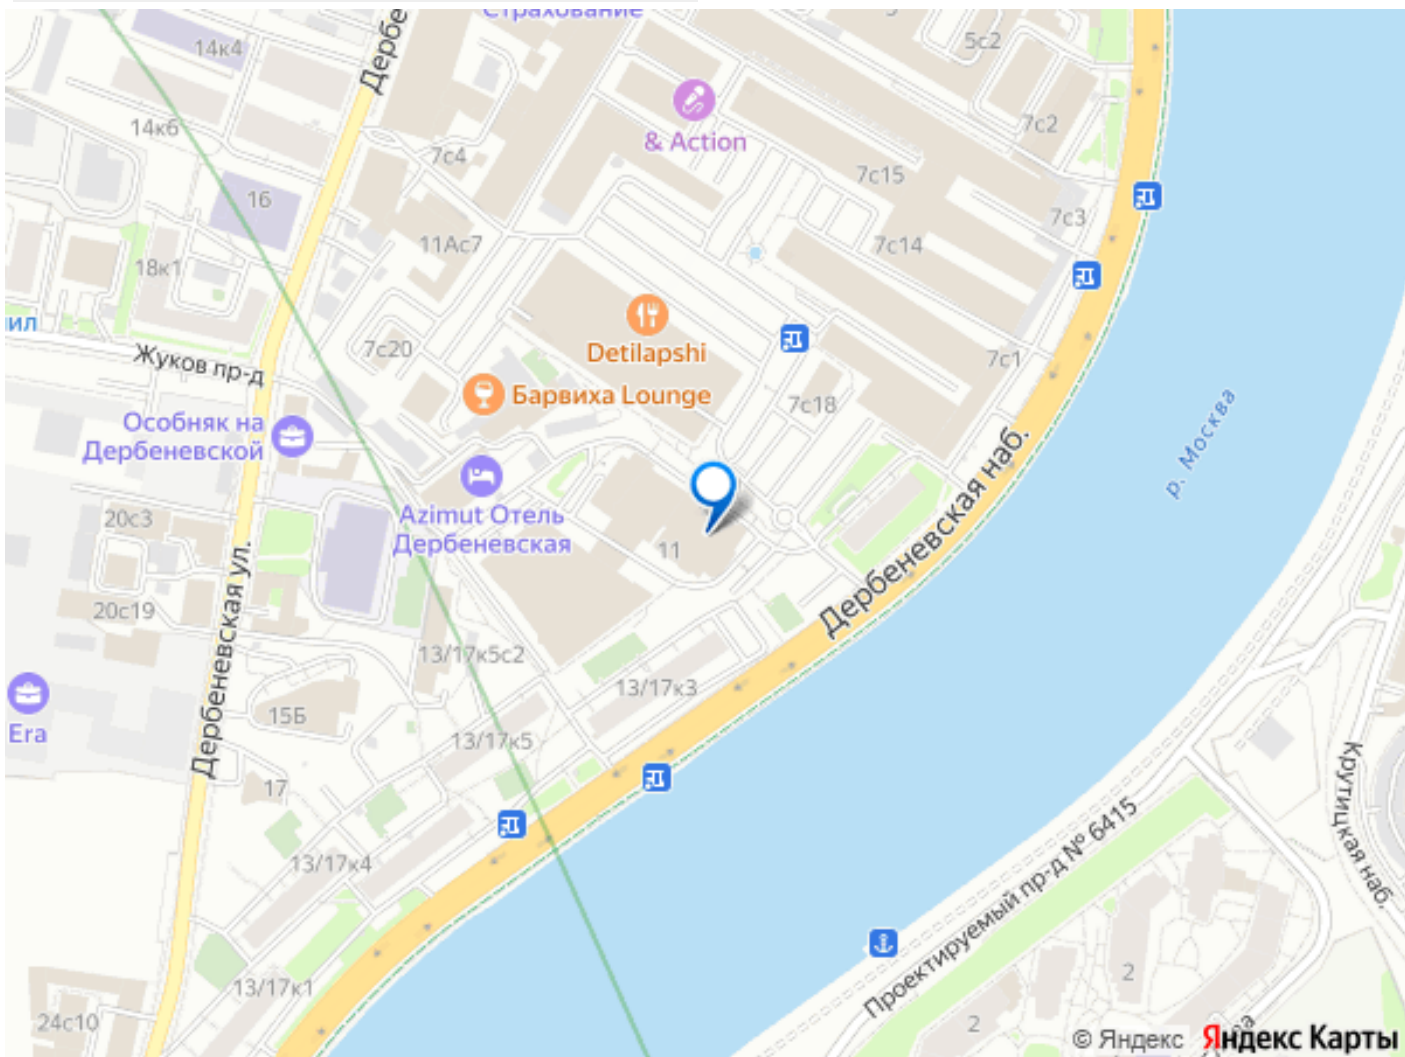 Страхование
14к4
Дербе
5с2
14к6
& Action
7с2
7с4
7с15
16
7с3
11Ас7
7с14
18к1
ил
Detilapshi
7с20
7с1
Жуков пр-д
Барвиха Lounge
7с18
р. Москва
Особняк на
Дербеневской
Дербеневская наб.
20с3
Azimut Отель
Дербеневская
11
20с19
Дербеневская ул.
13/17к5с2
13/17к3
Era
15Б
13/17к5
17
Крутицкая наб.
13/17к4
Проектируемый пр-д № 6415
2
13/17к1
24с10
2
ва
© Яндекс Яндекс Карты